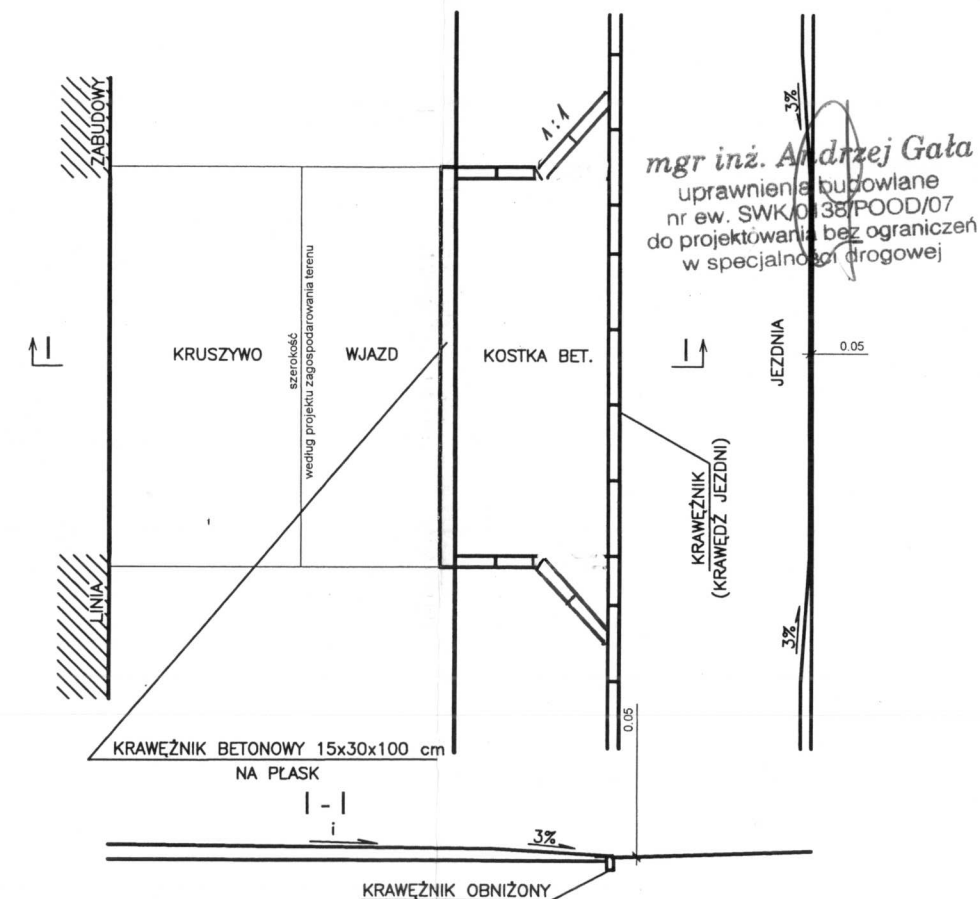 ZABUDOWY
1:1
3%
mgr inż. Andrzej Gała
uprawnienia budowlane
nr ew. SWK/0138/POOD/07
do projektowania bez ograniczeń
w specjalności drogowej
I
KRUSZYWO
szerokość
według projektu zagospodarowania terenu
WJAZD
KOSTKA BET.
I
JEZDNIA
0.05
KRAWĘŻNIK
(KRAWĘDŹ JEZDNI)
LINIA
3%
0.05
KRAWĘŻNIK BETONOWY 15x30x100 cm
NA PŁASK
I - I
i
3%
KRAWĘŻNIK OBNIŻONY